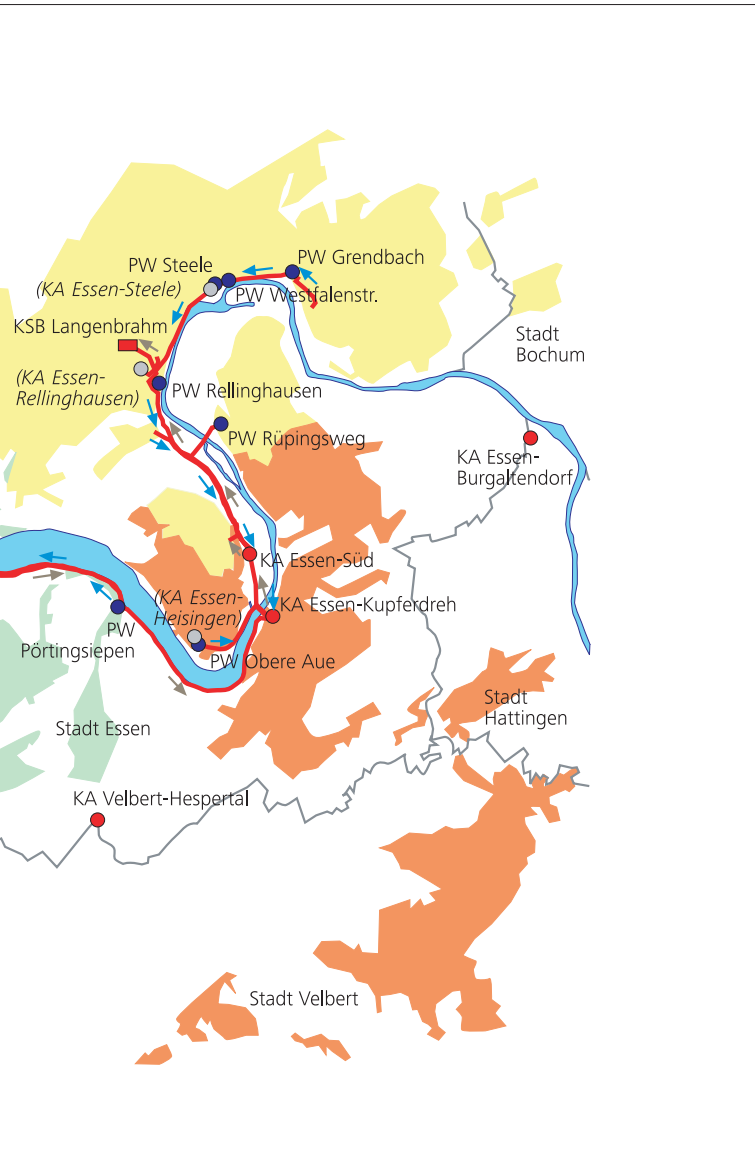 PW Grendbach
PW Steele
(KA Essen-Steele)
PW Westfalenstr.
KSB Langenbrahm
Stadt
Bochum
(KA Essen-
Rellinghausen)
PW Rellinghausen
PW Rüpingsweg
KA Essen-
Burgaltendorf
KA Essen-Süd
(KA Essen-
Heisingen)
KA Essen-Kupferdreh
PW
Pörtingsiepen
PW Obere Aue
Stadt
Hattingen
Stadt Essen
KA Velbert-Hespertal
Stadt Velbert